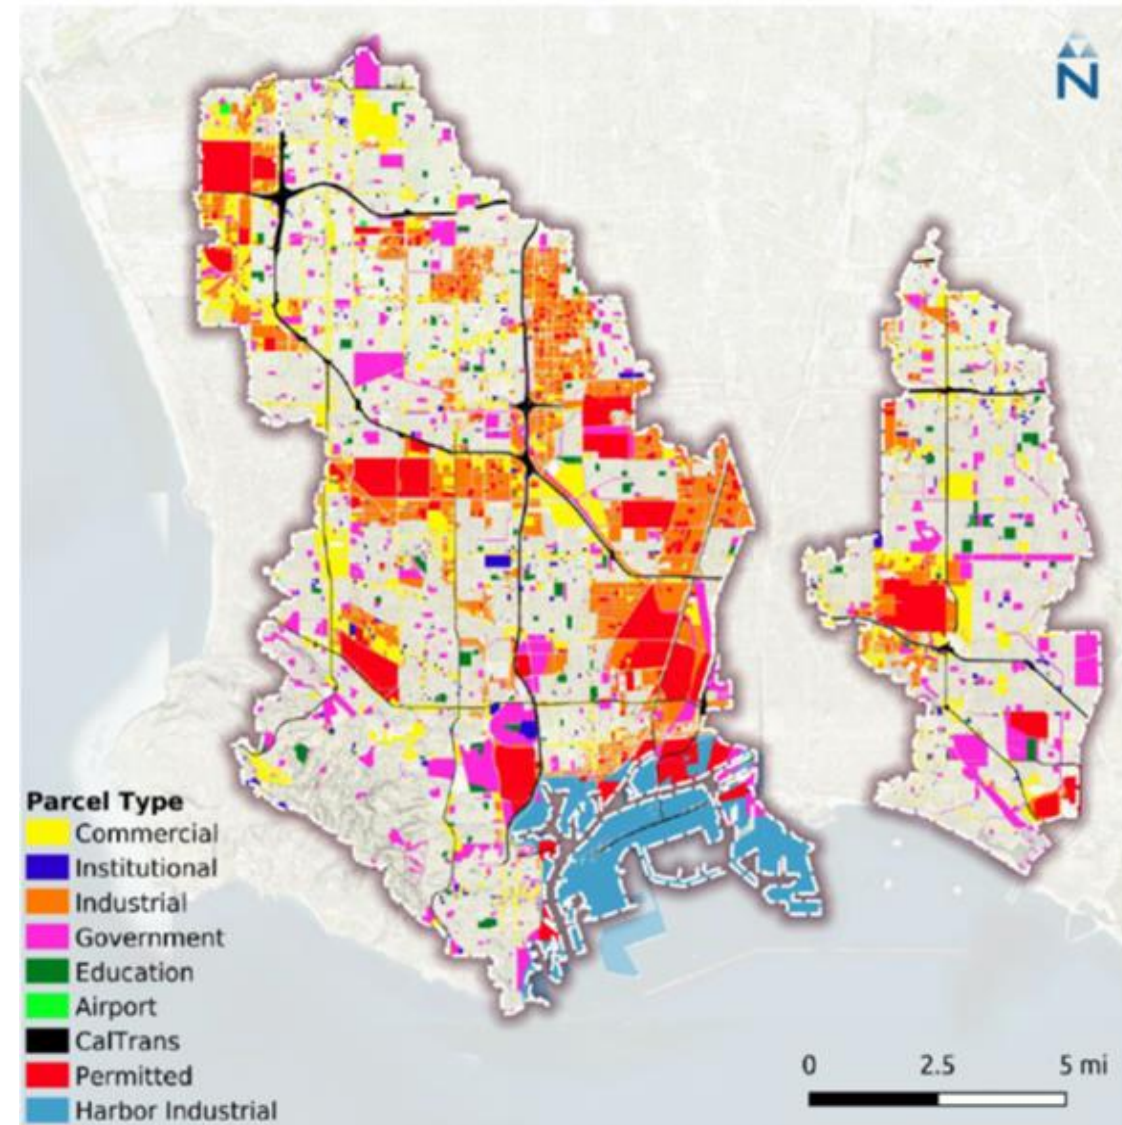 N
Parcel Type
Commercial
Institutional
Industrial
Government
Education
Airport
CalTrans
Permitted
Harbor Industrial
0 2.5 5 mi